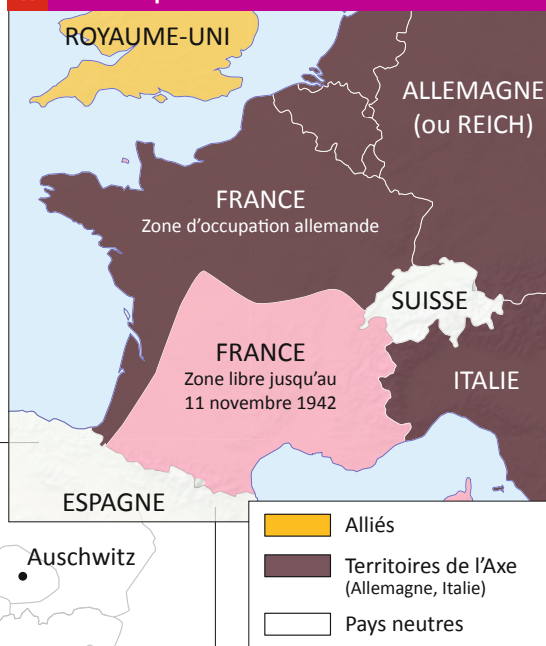 ROYAUME-UNI
ALLEMAGNE
(ou REICH)
FRANCE
Zone d'occupation allemande
SUISSE
FRANCE
Zone libre jusqu'au
11 novembre 1942
ITALIE
ESPAGNE
Auschwitz
Alliés
Territoires de l'Axe
(Allemagne, Italie)
Pays neutres